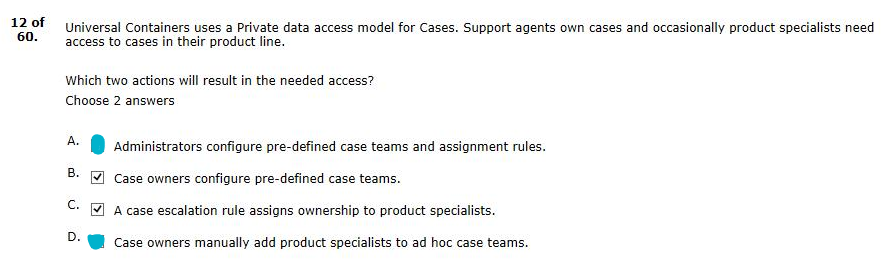 12 of
60.
Universal Containers uses a Private data access model for Cases. Support agents own cases and occasionally product specialists need
access to cases in their product line.
Which two actions will result in the needed access?
Choose 2 answers
A. Administrators configure pre-defined case teams and assignment rules.
B. Case owners configure pre-defined case teams.
C. A case escalation rule assigns ownership to product specialists.
D. Case owners manually add product specialists to ad hoc case teams.